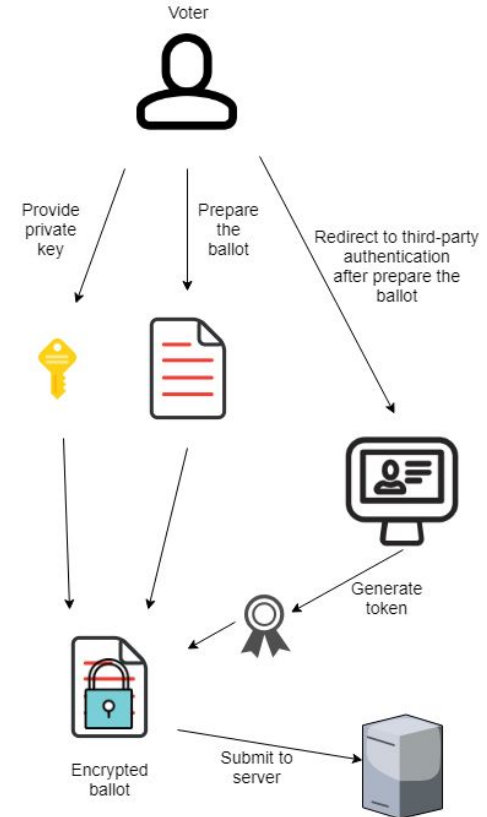 Voter
Provide
private
key
Prepare
the
ballot
Redirect to third-party
authentication
after prepare the
ballot
Generate
token
Encrypted
ballot
Submit to
server